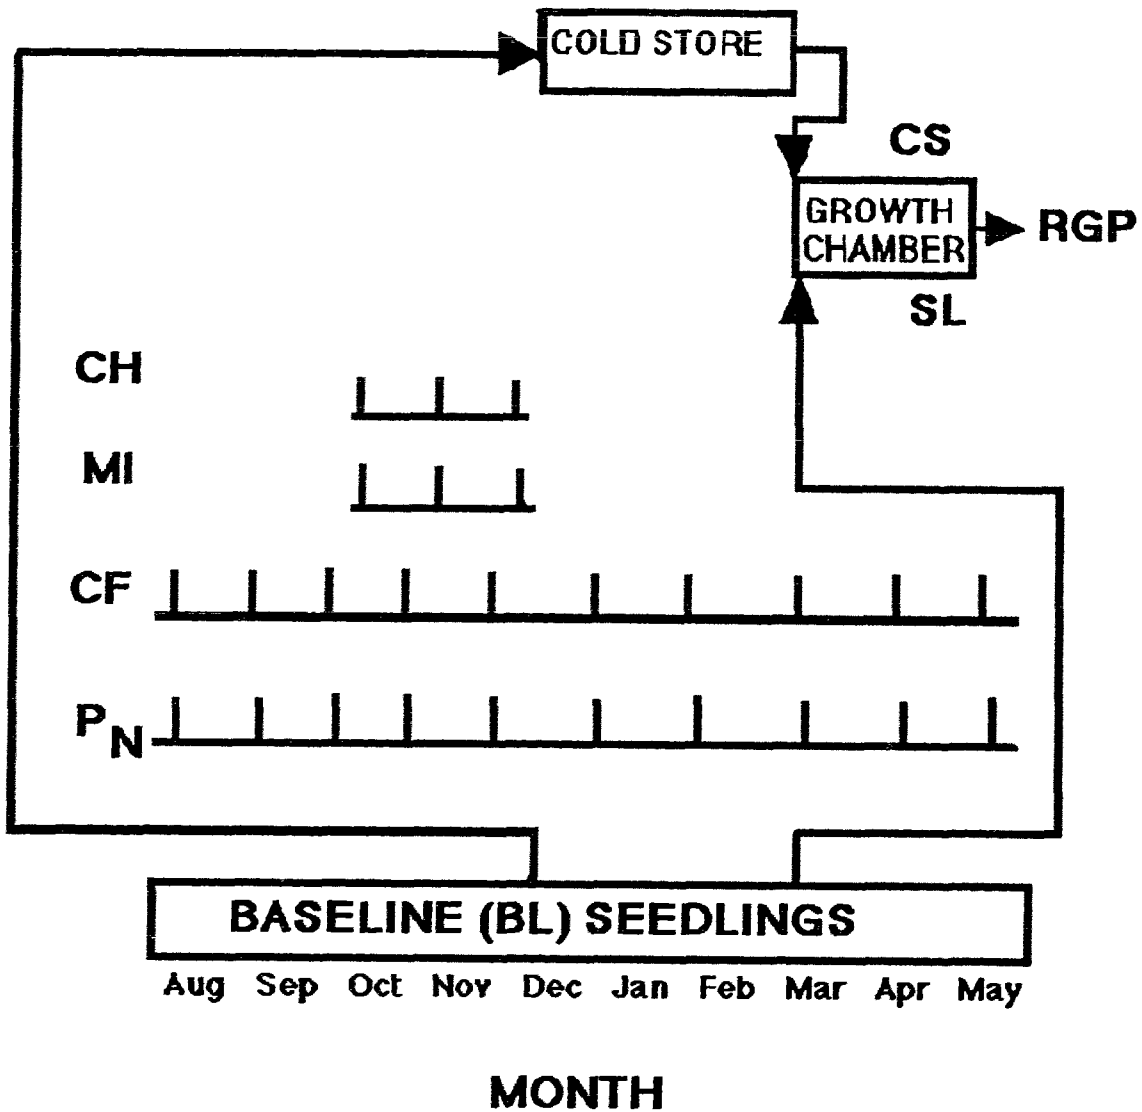 COLD STORE
CS
GROWTH
CHAMBER
RGP
SL
CH
MI
CF
PN
BASELINE (BL) SEEDLINGS
Aug Sep Oct Nov Dec Jan Feb Mar Apr May
MONTH